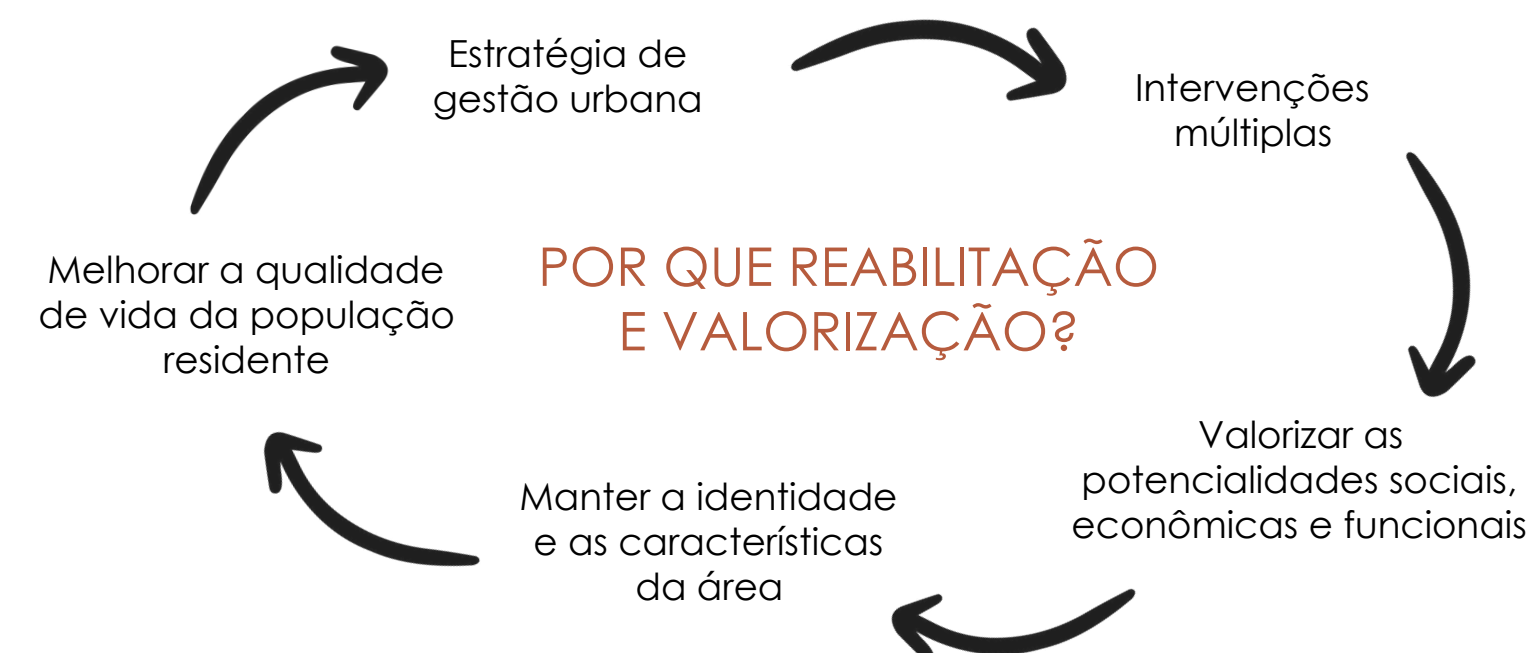 Estratégia de
gestão urbana
Intervenções
múltiplas
POR QUE REABILITAÇÃO
E VALORIZAÇÃO?
Melhorar a qualidade
de vida da população
residente
Valorizar as
potencialidades sociais,
econômicas e funcionais
Manter a identidade
e as características
da área